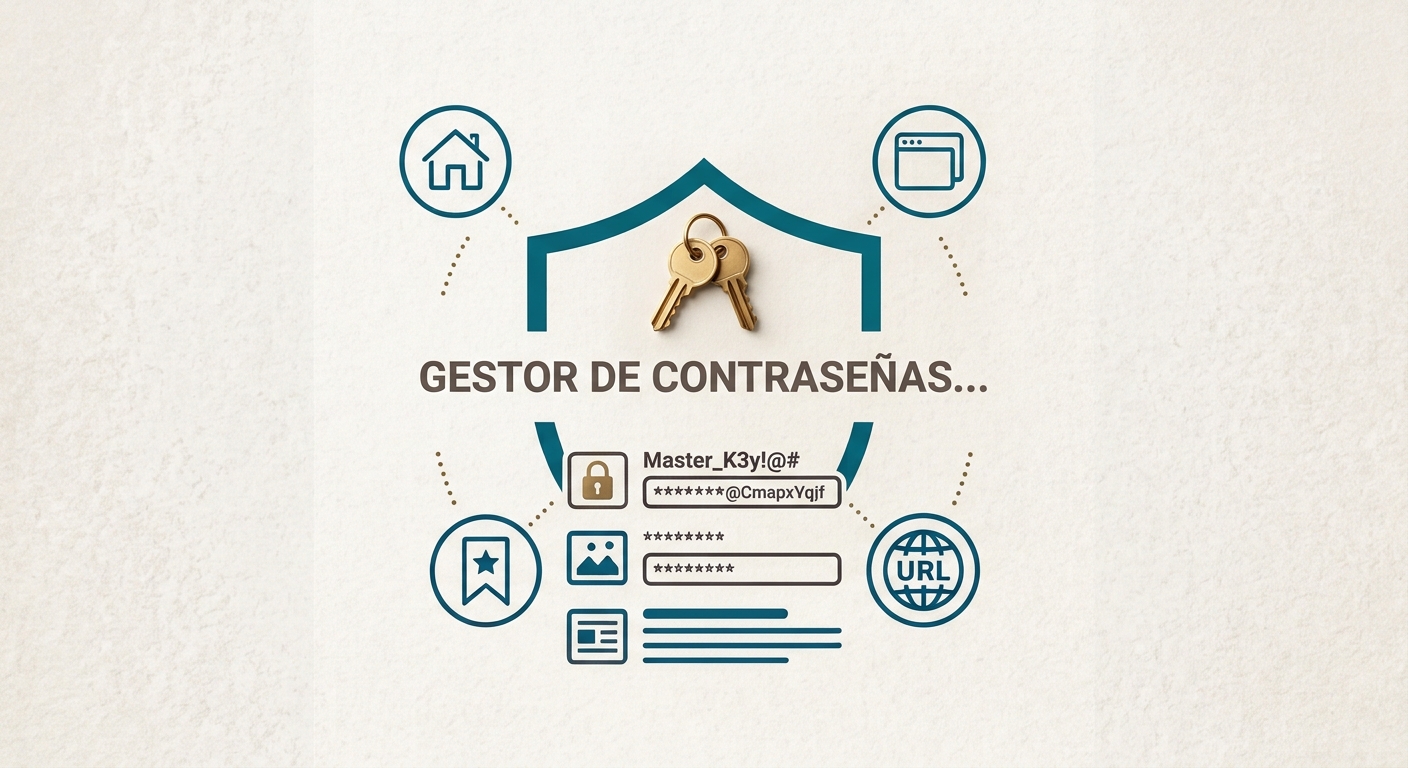 GESTOR DE CONTRASEÑAS...
Master_K3y!@#
*******@CmapxYqjf
********
********
URL